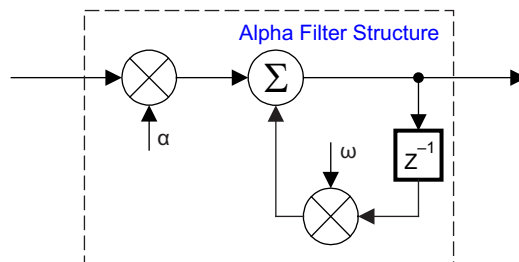 Alpha Filter Structure
Σ
α
ω
Z⁻¹